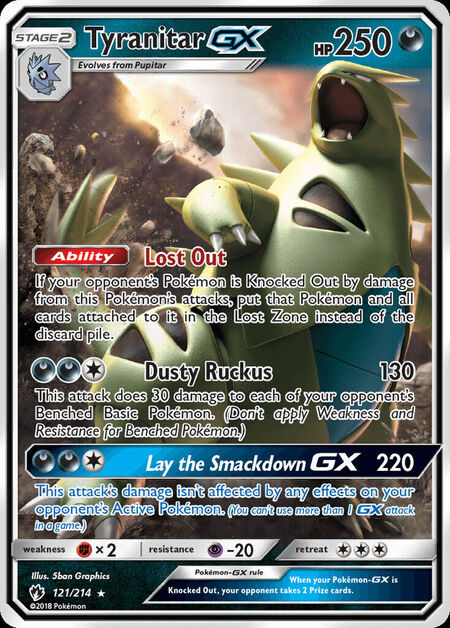 STAGE2 Tyranitar GX HP250
Evolves from Pupitar
Ability Lost Out
If your opponent's Pokémon is Knocked Out by damage
from this Pokémon's attacks, put that Pokémon and all
cards attached to it in the Lost Zone instead of the
discard pile.
Dusty Ruckus 130
This attack does 30 damage to each of your opponent's
Benched Basic Pokémon. (Don't apply Weakness and
Resistance for Benched Pokémon.)
Lay the Smackdown GX 220
This attack's damage isn't affected by any effects on your
opponent's Active Pokémon. (You can't use more than 1 GX attack
in a game.)
weakness ×2 resistance -20 retreat
Illus. 5ban Graphics
121/214 ★
©2018 Pokémon
Pokémon-GX rule
When your Pokémon-GX is
Knocked Out, your opponent takes 2 Prize cards.